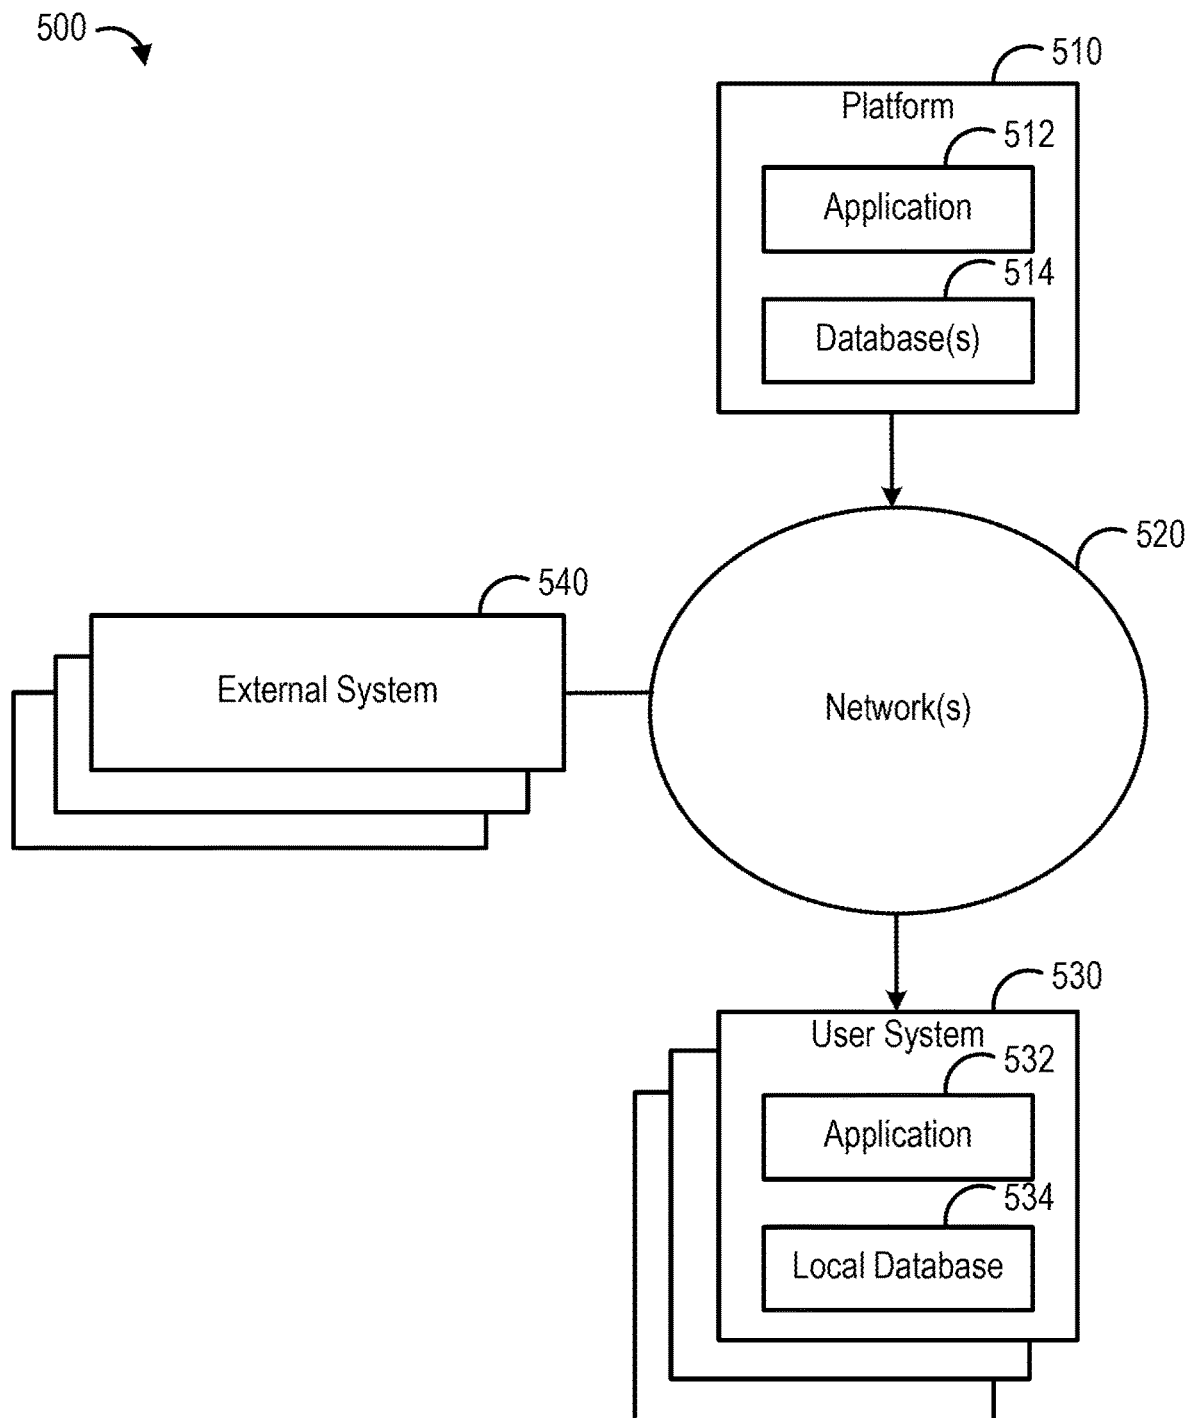 500
510
Platform
512
Application
514
Database(s)
520
540
External System
Network(s)
530
User System
532
Application
534
Local Database